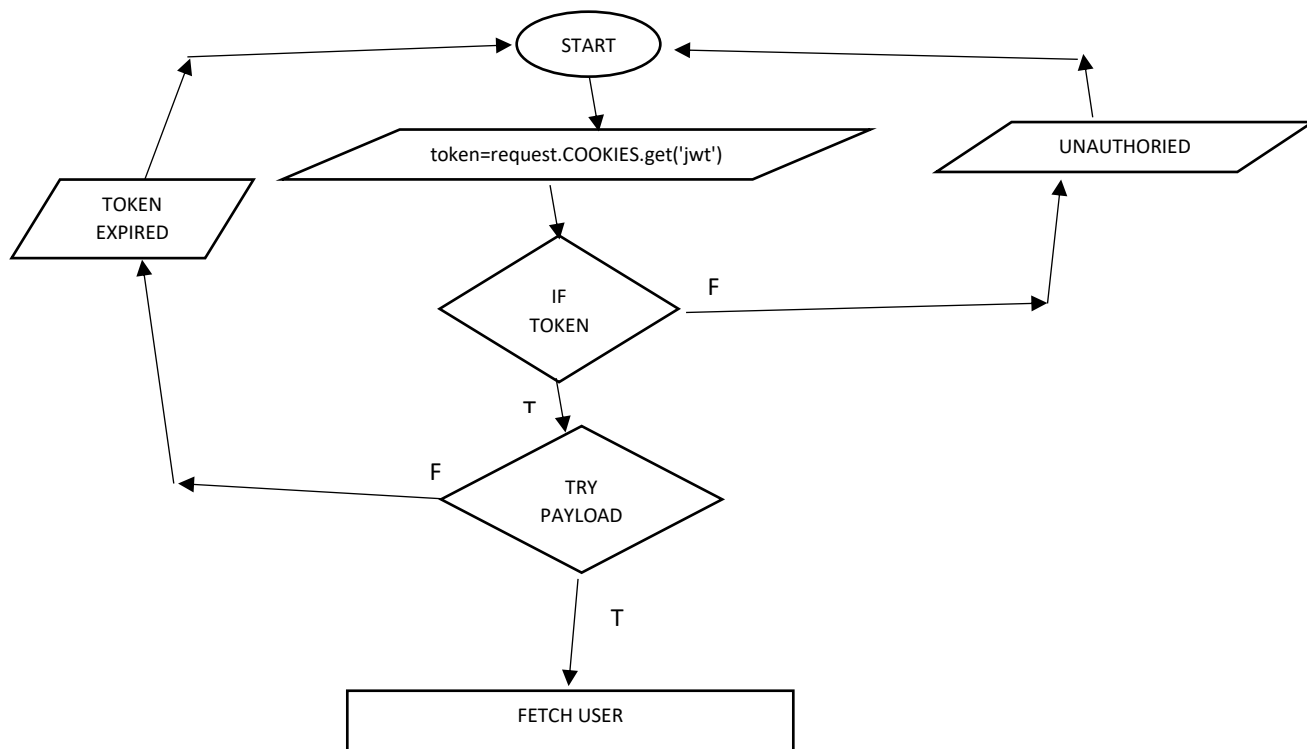 START
token=request.COOKIES.get('jwt')
UNAUTHORIED
TOKEN
EXPIRED
IF
TOKEN
F
T
F
TRY
PAYLOAD
T
FETCH USER